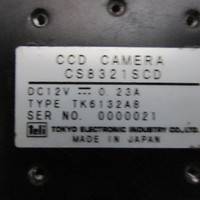 CCD CAMERA
CS8321SCD
DC12V ⎓ 0.23A
TYPE TK6132A8
SER NO. 0000021
Teli TOKYO ELECTRONIC INDUSTRY CO., LTD.
MADE IN JAPAN